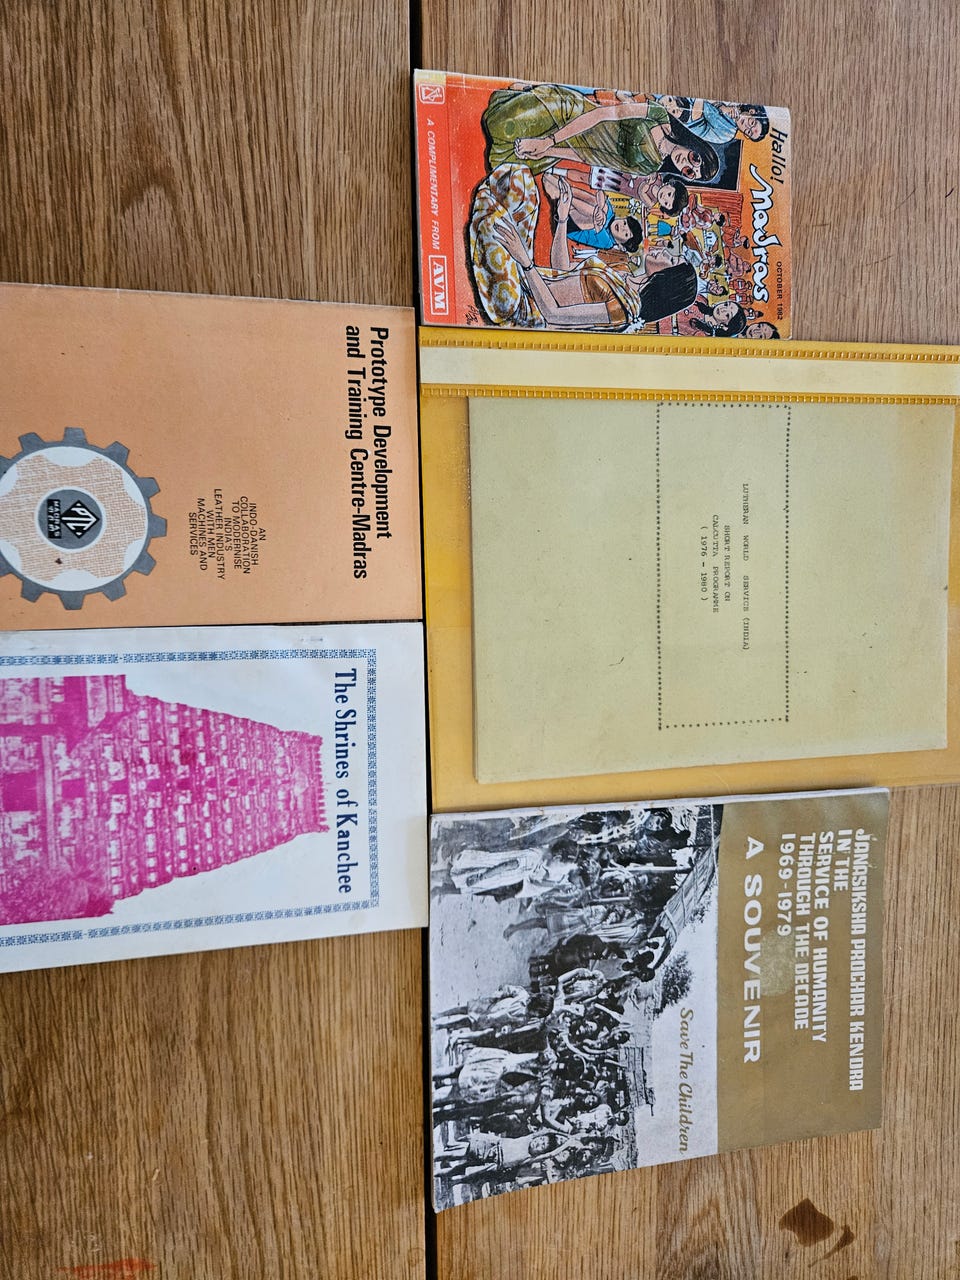 Hallo!
Madras
OCTOBER 1982
A COMPLIMENTARY FROM AVM
LUTHERAN WORLD SERVICE (INDIA)
SHORT REPORT ON
CALCUTTA PROGRAMME
( 1976 - 1980 )
JANASIKSHA PROCHAR KENDRA
IN THE
SERVICE OF HUMANITY
THROUGH THE DECADE
1969-1979
A SOUVENIR
Save The Children
Prototype Development
and Training Centre-Madras
AN
INDO-DANISH
COLLABORATION
TO MODERNISE
INDIA'S
LEATHER INDUSTRY
WITH MEN
MACHINES AND
SERVICES
MADRAS
The Shrines of Kanchee